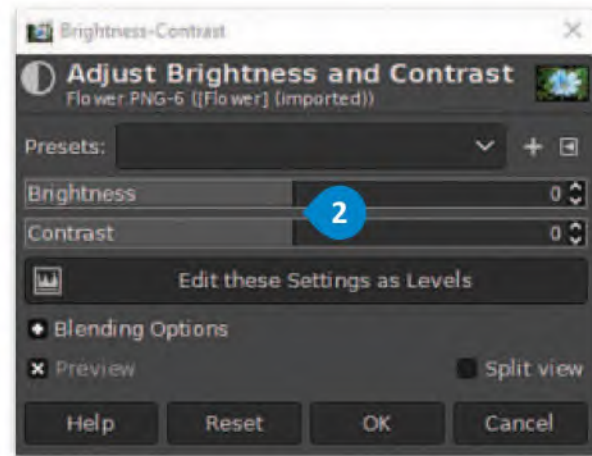 Brightness-Contrast
Adjust Brightness and Contrast
Flower.PNG-6 ([Flower] (imported))
Presets:
Brightness 0
2
Contrast 0
Edit these Settings as Levels
Blending Options
Preview Split view
Help Reset OK Cancel